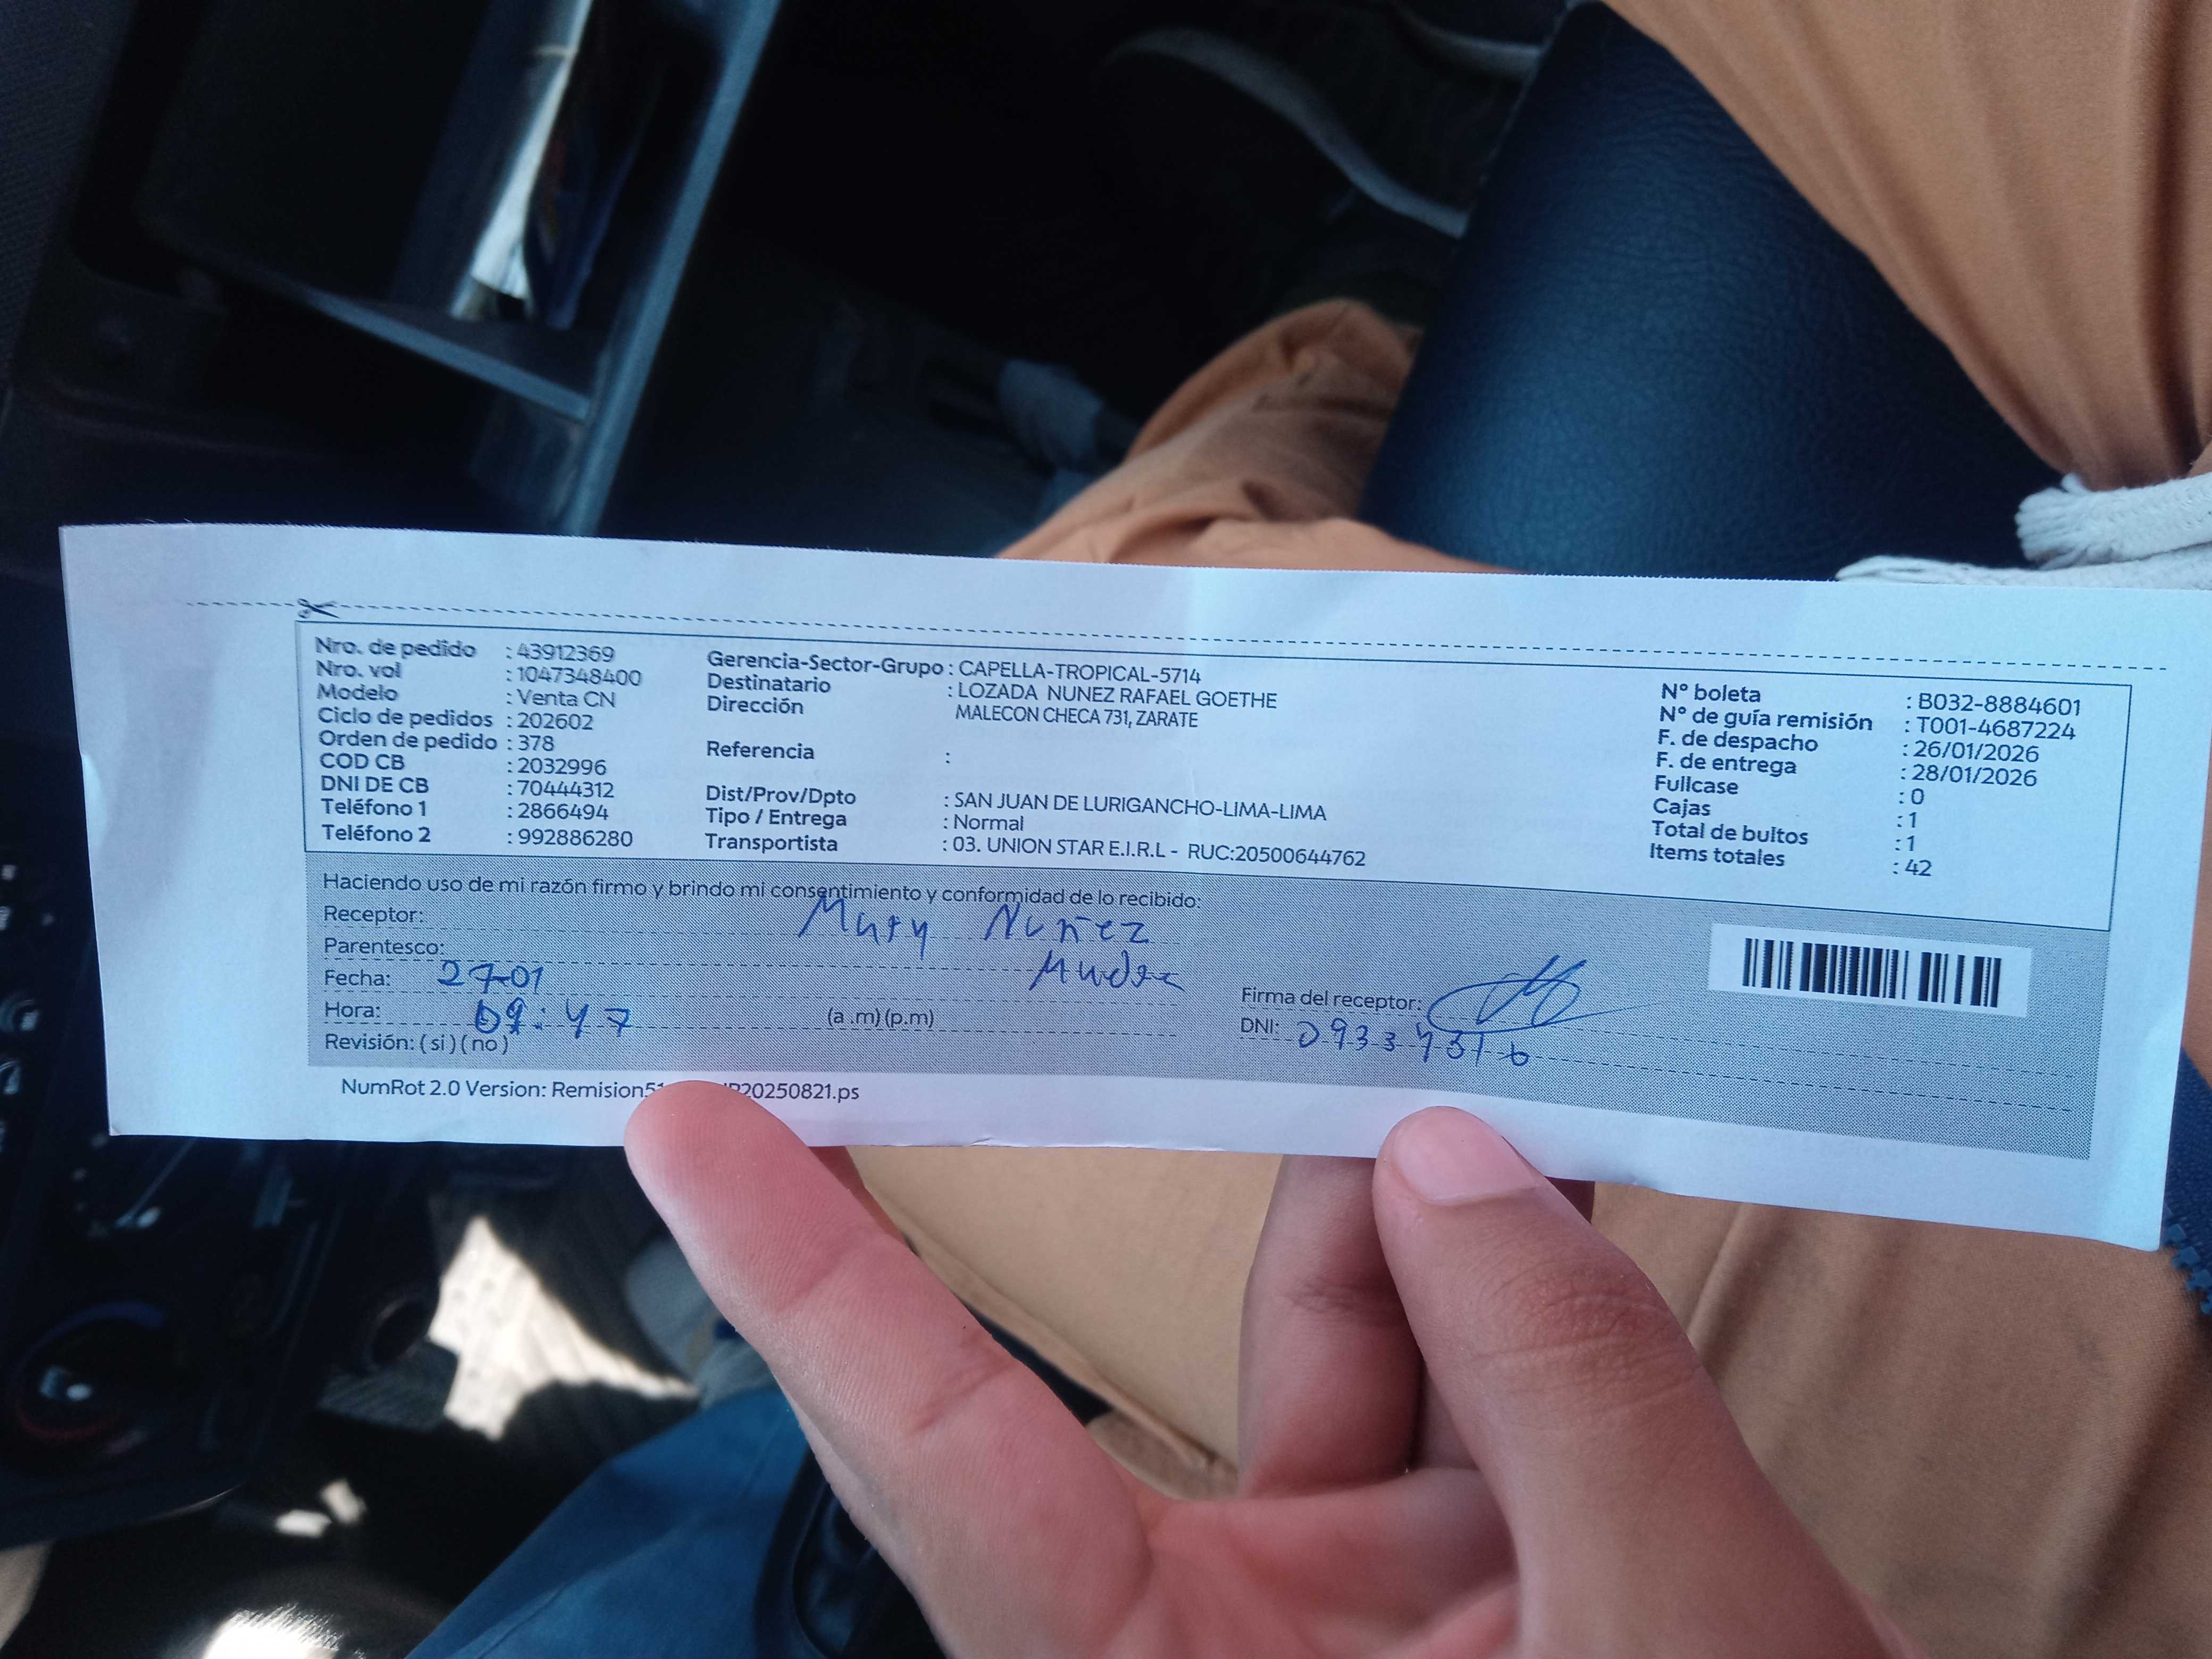 Nro. de pedido : 43912369
Nro. vol : 1047348400
Modelo : Venta CN
Ciclo de pedidos : 202602
Orden de pedido : 378
COD CB : 2032996
DNI DE CB : 70444312
Teléfono 1 : 2866494
Teléfono 2 : 992886280
Gerencia-Sector-Grupo : CAPELLA-TROPICAL-5714
Destinatario : LOZADA NUNEZ RAFAEL GOETHE
Dirección MALECON CHECA 731, ZARATE
Referencia :
Dist/Prov/Dpto : SAN JUAN DE LURIGANCHO-LIMA-LIMA
Tipo / Entrega : Normal
Transportista : 03. UNION STAR E.I.R.L - RUC:20500644762
N° boleta : B032-8884601
N° de guía remisión : T001-4687224
F. de despacho : 26/01/2026
F. de entrega : 28/01/2026
Fullcase : 0
Cajas : 1
Total de bultos : 1
Items totales : 42
Haciendo uso de mi razón firmo y brindo mi consentimiento y conformidad de lo recibido:
Receptor: Mary Nuñez
Parentesco:
Fecha: 27-01
Hora: 09:47 (a .m) (p.m)
Revisión: ( si ) ( no )
Firma del receptor:
DNI:
NumRot 2.0 Version: 20250821.ps